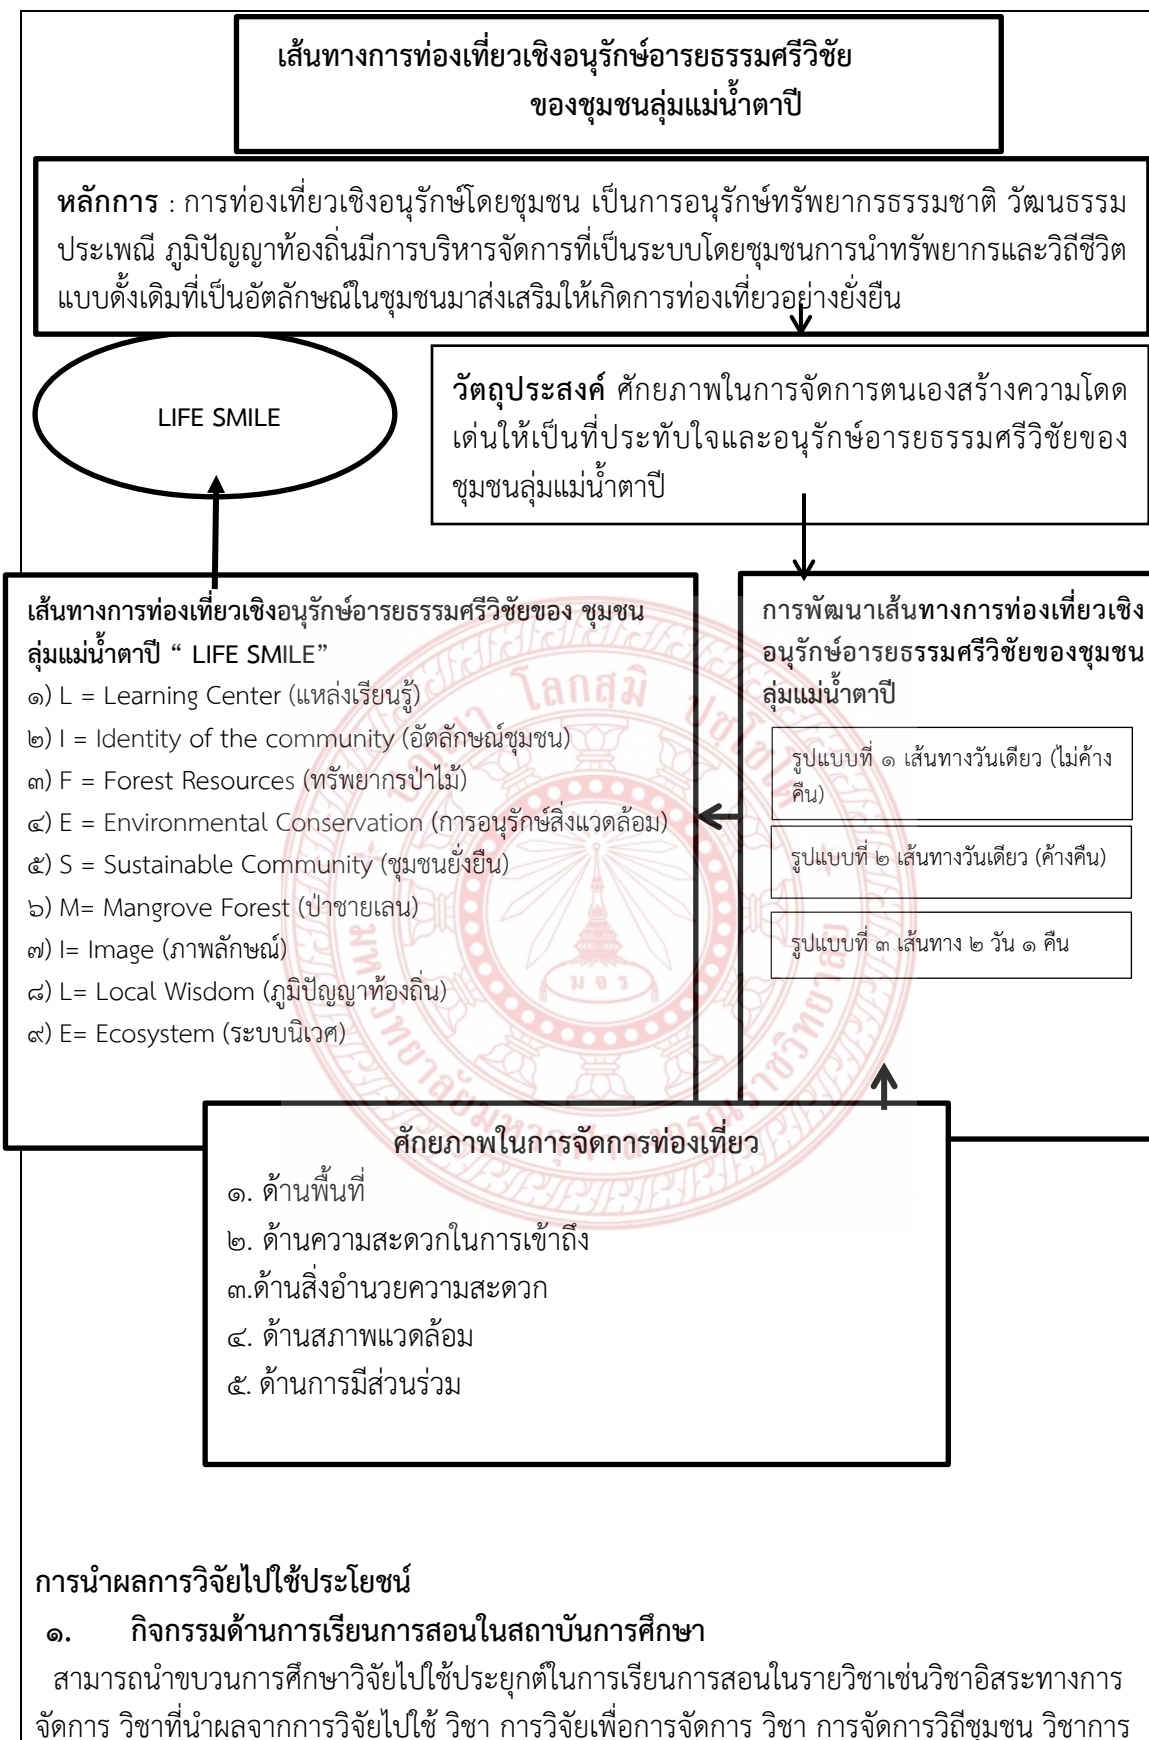 เส้นทางการท่องเที่ยวเชิงอนุรักษ์อารยธรรมศรีวิชัย
ของชุมชนลุ่มแม่น้ำตาปี
หลักการ : การท่องเที่ยวเชิงอนุรักษ์โดยชุมชน เป็นการอนุรักษ์ทรัพยากรธรรมชาติ วัฒนธรรม
ประเพณี ภูมิปัญญาท้องถิ่นมีการบริหารจัดการที่เป็นระบบโดยชุมชนการนำทรัพยากรและวิถีชีวิต
แบบดั้งเดิมที่เป็นอัตลักษณ์ในชุมชนมาส่งเสริมให้เกิดการท่องเที่ยวอย่างยั่งยืน
LIFE SMILE
วัตถุประสงค์ ศักยภาพในการจัดการตนเองสร้างความโดด
เด่นให้เป็นที่ประทับใจและอนุรักษ์อารยธรรมศรีวิชัยของ
ชุมชนลุ่มแม่น้ำตาปี
เส้นทางการท่องเที่ยวเชิงอนุรักษ์อารยธรรมศรีวิชัยของ ชุมชน
ลุ่มแม่น้ำตาปี “ LIFE SMILE”
๑) L = Learning Center (แหล่งเรียนรู้)
๒) I = Identity of the community (อัตลักษณ์ชุมชน)
๓) F = Forest Resources (ทรัพยากรป่าไม้)
๔) E = Environmental Conservation (การอนุรักษ์สิ่งแวดล้อม)
๕) S = Sustainable Community (ชุมชนยั่งยืน)
๖) M= Mangrove Forest (ป่าชายเลน)
๗) I= Image (ภาพลักษณ์)
๘) L= Local Wisdom (ภูมิปัญญาท้องถิ่น)
๙) E= Ecosystem (ระบบนิเวศ)
การพัฒนาเส้นทางการท่องเที่ยวเชิง
อนุรักษ์อารยธรรมศรีวิชัยของชุมชน
ลุ่มแม่น้ำตาปี
รูปแบบที่ ๑ เส้นทางวันเดียว (ไม่ค้าง
คืน)
รูปแบบที่ ๒ เส้นทางวันเดียว (ค้างคืน)
รูปแบบที่ ๓ เส้นทาง ๒ วัน ๑ คืน
ปญฺญา โลกสฺมิ ปชฺโชโต
ม จ ร
มหาวิทยาลัยมหาจุฬาลงกรณราชวิทยาลัย
ศักยภาพในการจัดการท่องเที่ยว
๑. ด้านพื้นที่
๒. ด้านความสะดวกในการเข้าถึง
๓.ด้านสิ่งอำนวยความสะดวก
๔. ด้านสภาพแวดล้อม
๕. ด้านการมีส่วนร่วม
การนำผลการวิจัยไปใช้ประโยชน์
๑. กิจกรรมด้านการเรียนการสอนในสถาบันการศึกษา
สามารถนำขบวนการศึกษาวิจัยไปใช้ประยุกต์ในการเรียนการสอนในรายวิชาเช่นวิชาอิสระทางการ
จัดการ วิชาที่นำผลจากการวิจัยไปใช้ วิชา การวิจัยเพื่อการจัดการ วิชา การจัดการวิถีชุมชน วิชาการ